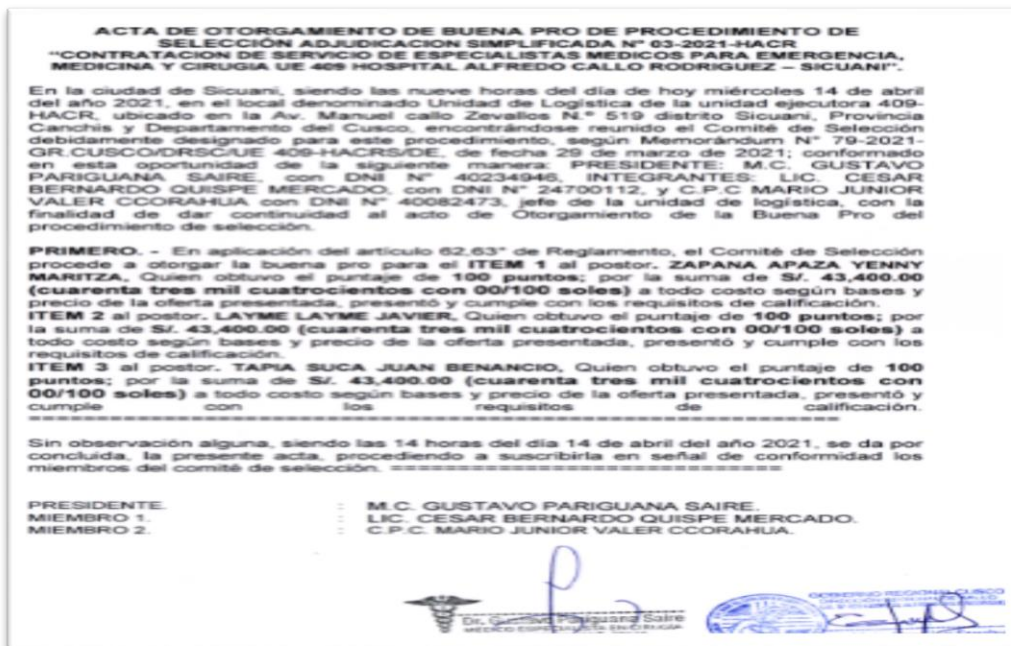 ACTA DE OTORGAMIENTO DE BUENA PRO DE PROCEDIMIENTO DE
SELECCIÓN ADJUDICACION SIMPLIFICADA N° 03-2021-HACR
"CONTRATACION DE SERVICIO DE ESPECIALISTAS MEDICOS PARA EMERGENCIA,
MEDICINA Y CIRUGIA UE 409 HOSPITAL ALFREDO CALLO RODRIGUEZ – SICUANI".
En la ciudad de Sicuani, siendo las nueve horas del día de hoy miércoles 14 de abril
del año 2021, en el local denominado Unidad de Logística de la unidad ejecutora 409-
HACR, ubicado en la Av. Manuel callo Zevallos N.° 519 distrito Sicuani, Provincia
Canchis y Departamento del Cusco, encontrándose reunido el Comité de Selección
debidamente designado para este procedimiento, según Memorándum N° 79-2021-
GR.CUSCO/DRSC/UE 409-HACRS/DE, de fecha 29 de marzo de 2021; conformado
en esta oportunidad de la siguiente manera: PRESIDENTE: M.C. GUSTAVO
PARIGUANA SAIRE, con DNI N° 40234946, INTEGRANTES: LIC. CESAR
BERNARDO QUISPE MERCADO, con DNI N° 24700112, y C.P.C MARIO JUNIOR
VALER CCORAHUA con DNI N° 40082473, jefe de la unidad de logística, con la
finalidad de dar continuidad al acto de Otorgamiento de la Buena Pro del
procedimiento de selección.
PRIMERO. - En aplicación del artículo 62,63° de Reglamento, el Comité de Selección
procede a otorgar la buena pro para el ITEM 1 al postor. ZAPANA APAZA YENNY
MARITZA, Quien obtuvo el puntaje de 100 puntos; por la suma de S/. 43,400.00
(cuarenta tres mil cuatrocientos con 00/100 soles) a todo costo según bases y
precio de la oferta presentada, presentó y cumple con los requisitos de calificación.
ITEM 2 al postor. LAYME LAYME JAVIER, Quien obtuvo el puntaje de 100 puntos; por
la suma de S/. 43,400.00 (cuarenta tres mil cuatrocientos con 00/100 soles) a
todo costo según bases y precio de la oferta presentada, presentó y cumple con los
requisitos de calificación.
ITEM 3 al postor. TAPIA SUCA JUAN BENANCIO, Quien obtuvo el puntaje de 100
puntos; por la suma de S/. 43,400.00 (cuarenta tres mil cuatrocientos con
00/100 soles) a todo costo según bases y precio de la oferta presentada, presentó y
cumple con los requisitos de calificación.
==================================================
Sin observación alguna, siendo las 14 horas del día 14 de abril del año 2021, se da por
concluida, la presente acta, procediendo a suscribirla en señal de conformidad los
miembros del comité de selección. ==============================
PRESIDENTE. : M.C. GUSTAVO PARIGUANA SAIRE.
MIEMBRO 1. : LIC. CESAR BERNARDO QUISPE MERCADO.
MIEMBRO 2. : C.P.C. MARIO JUNIOR VALER CCORAHUA.
Dr. Gustavo Pariguana Saire
MEDICO ESPECIALISTA EN CIRUGIA
GOBIERNO REGIONAL CUSCO